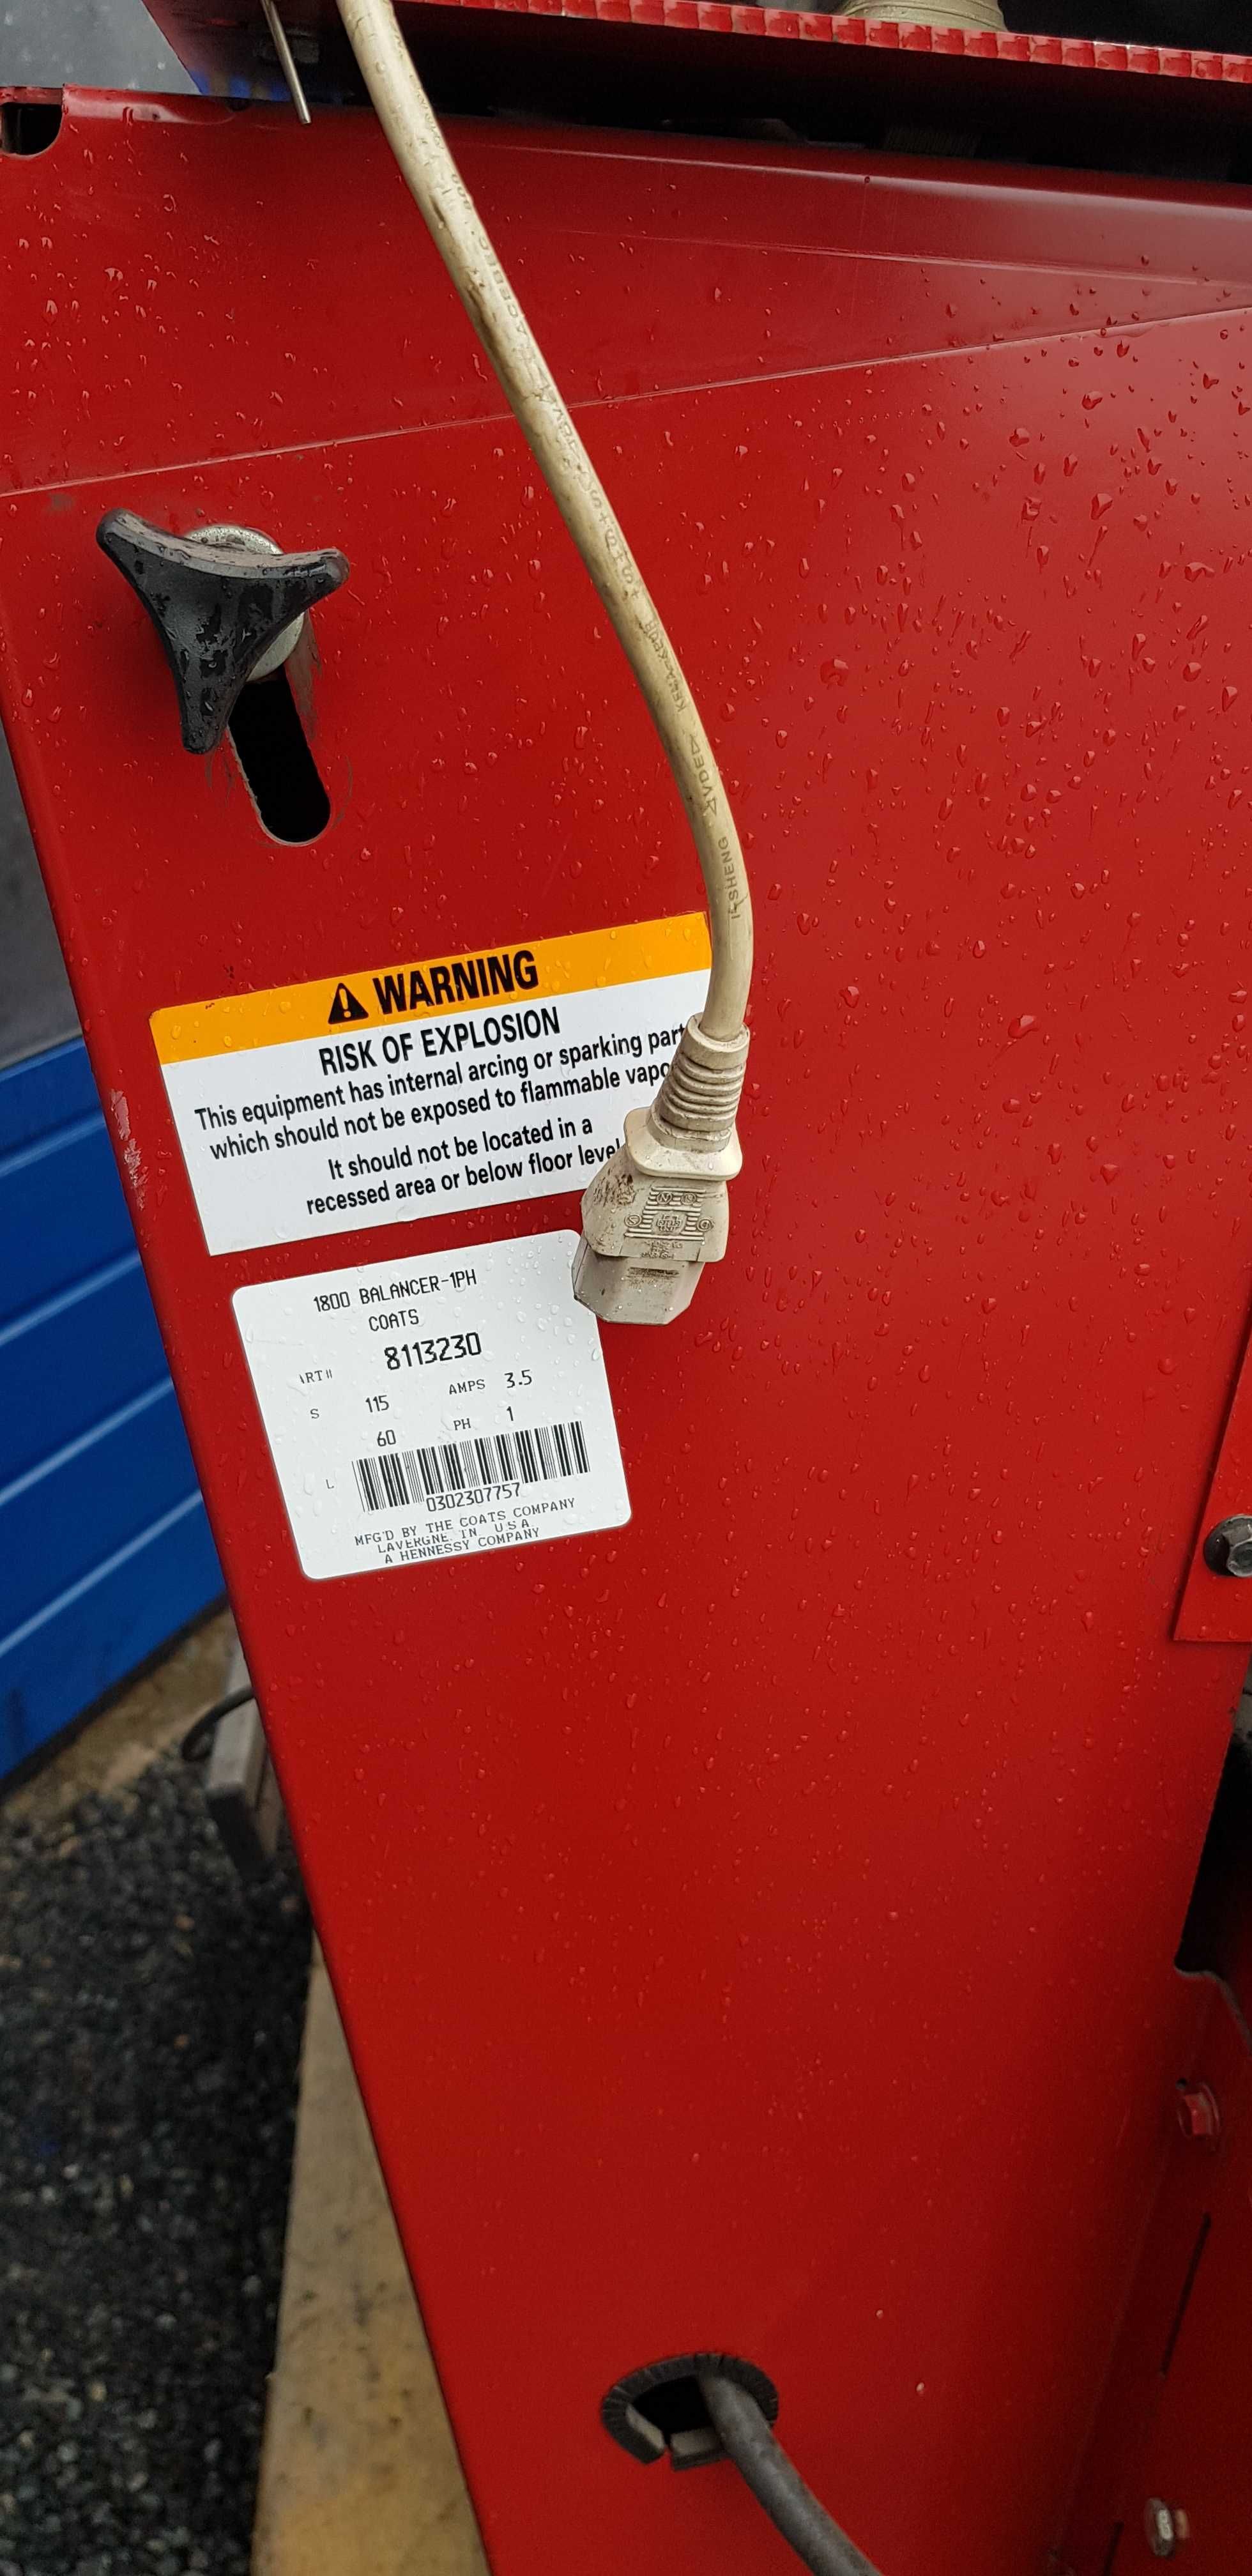 WARNING
RISK OF EXPLOSION
This equipment has internal arcing or sparking part
which should not be exposed to flammable vapo
It should not be located in a
recessed area or below floor level
1800 BALANCER-1PH
COATS
ART# 8113230
S 115 AMPS 3.5
60 PH 1
L
0302307757
MFG'D BY THE COATS COMPANY
LAVERGNE, TN U.S.A.
A HENNESSY COMPANY
SHENG VDE